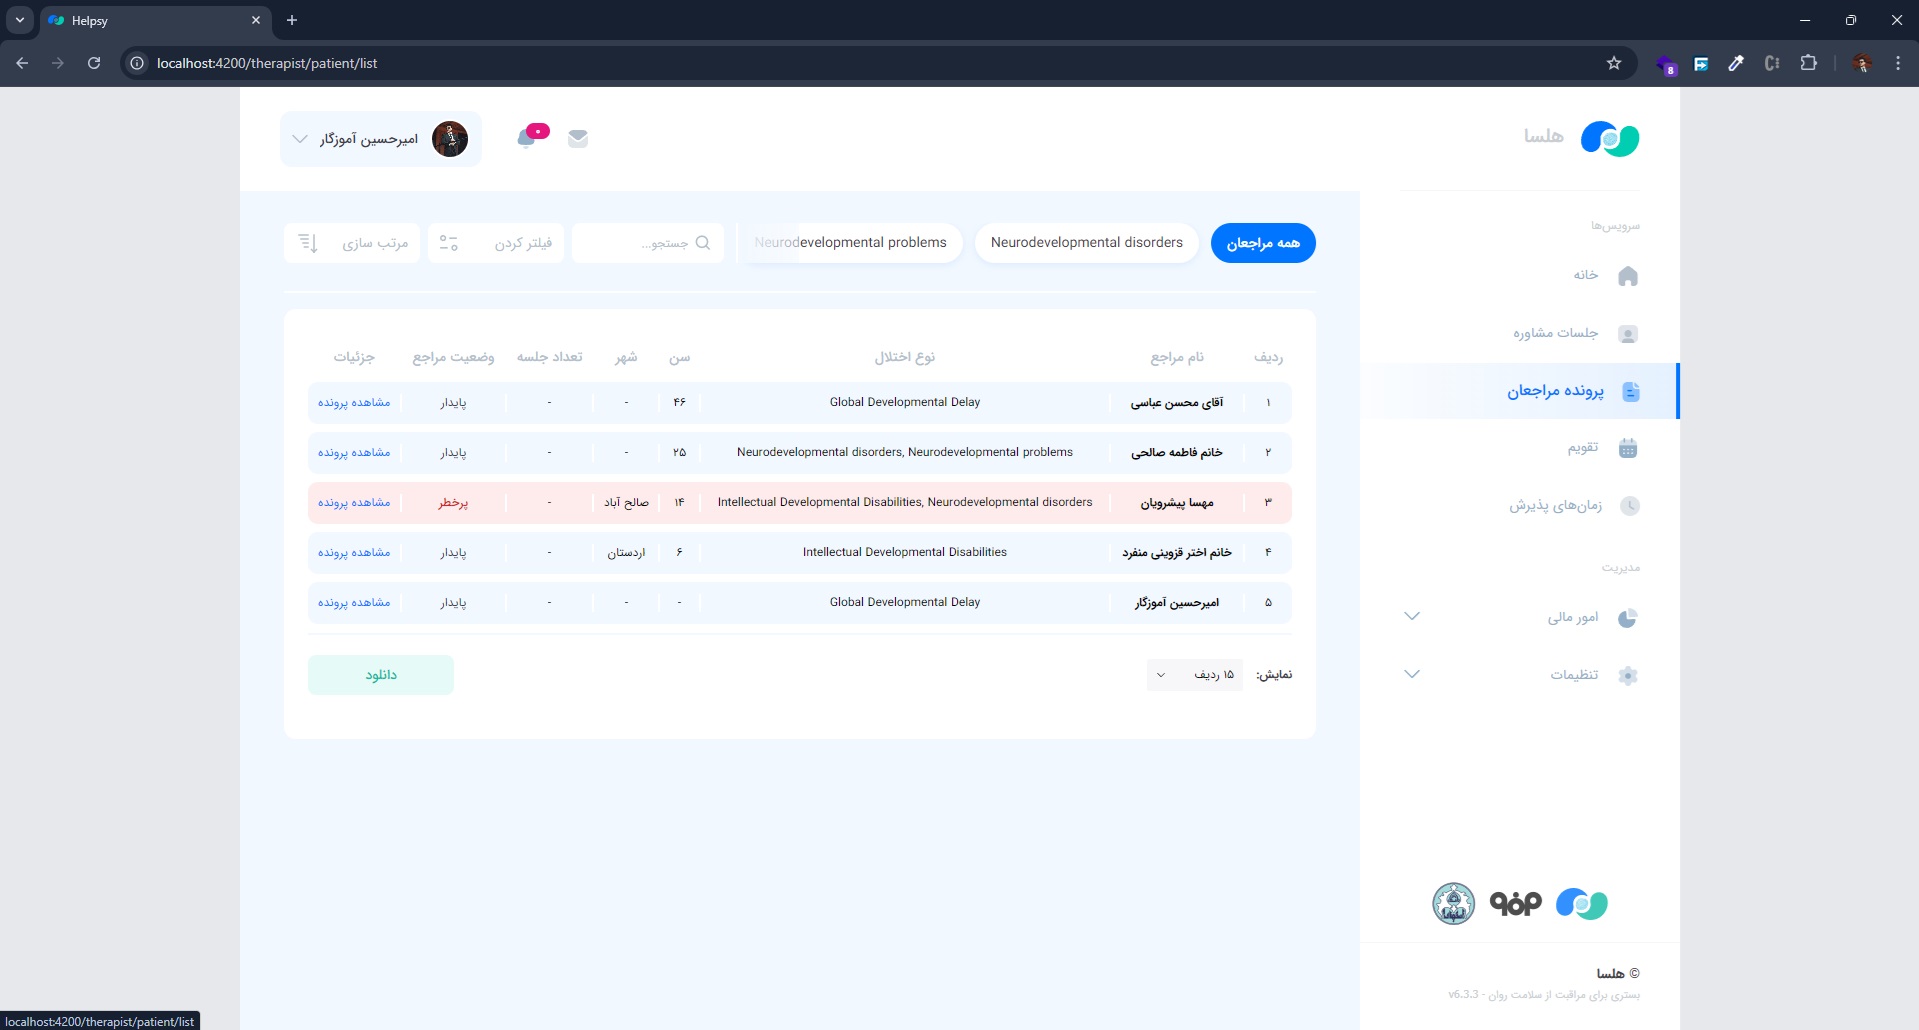 Helpsy
localhost:4200/therapist/patient/list
8
هلسا
امیرحسین آموزگار
۰
سرویس‌ها
خانه
جلسات مشاوره
پرونده مراجعان
تقویم
زمان‌های پذیرش
مدیریت
امور مالی
تنظیمات
همه مراجعان
Neurodevelopmental disorders
Neurodevelopmental problems
جستجو...
فیلتر کردن
مرتب سازی
ردیف نام مراجع نوع اختلال سن شهر تعداد جلسه وضعیت مراجع جزئیات
۱ آقای محسن عباسی Global Developmental Delay ۴۶ - - پایدار مشاهده پرونده
۲ خانم فاطمه صالحی Neurodevelopmental disorders, Neurodevelopmental problems ۲۵ - - پایدار مشاهده پرونده
۳ مهسا پیشرویان Intellectual Developmental Disabilities, Neurodevelopmental disorders ۱۴ صالح آباد - پرخطر مشاهده پرونده
۴ خانم اختر قزوینی منفرد Intellectual Developmental Disabilities ۶ اردستان - پایدار مشاهده پرونده
۵ امیرحسین آموزگار Global Developmental Delay - - - پایدار مشاهده پرونده
نمایش: ۱۵ ردیف
دانلود
© هلسا
بستری برای مراقبت از سلامت روان - v6.3.3
localhost:4200/therapist/patient/list